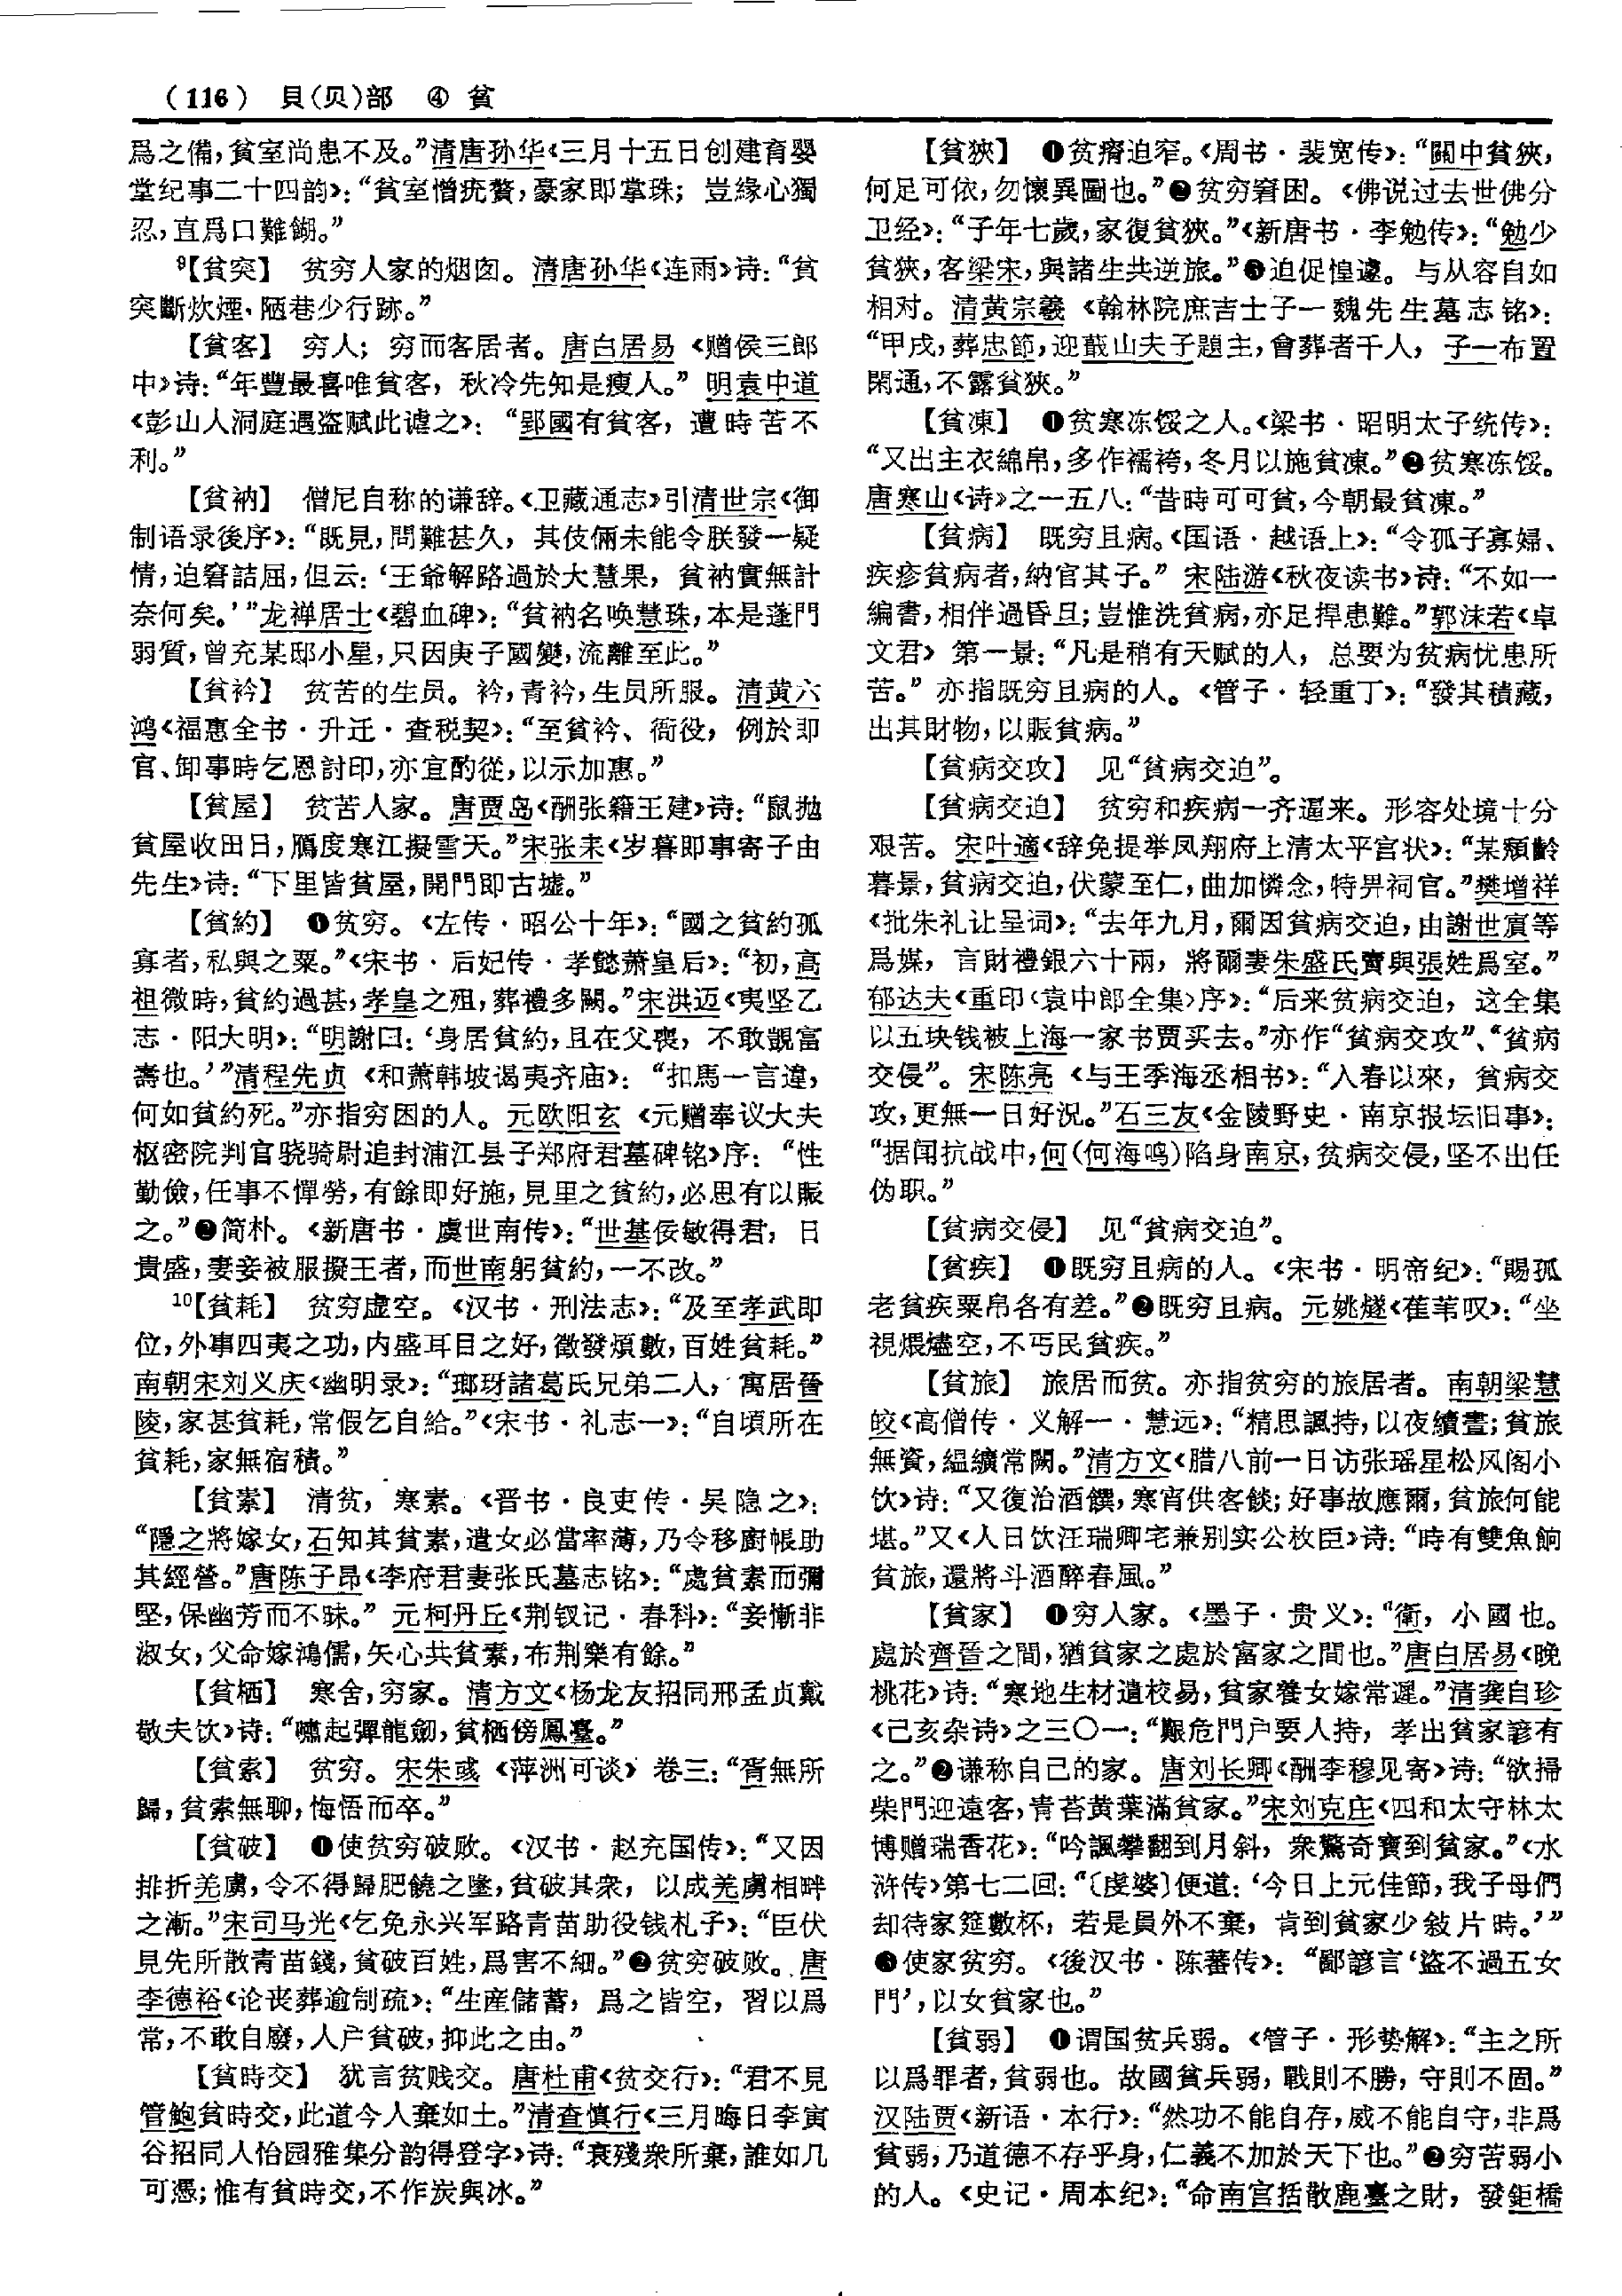 （116） 貝（贝）部 ④ 貧
爲之備，貧室尚患不及。”清唐孙华《三月十五日创建育婴
堂纪事二十四韵》：“貧室憎疣贅，豪家即掌珠；豈緣心獨
忍，直爲口難餬。”
⁹【貧突】 贫穷人家的烟囱。清唐孙华《连雨》诗：“貧
突斷炊煙，陋巷少行跡。”
【貧客】 穷人；穷而客居者。唐白居易《赠侯三郎
中》诗：“年豐最喜唯貧客，秋冷先知是瘦人。”明袁中道
《彭山人洞庭遇盗赋此谑之》：“郢國有貧客，遭時苦不
利。”
【貧衲】 僧尼自称的谦辞。《卫藏通志》引清世宗《御
制语录後序》：“既見，問難甚久，其伎倆未能令朕發一疑
情，迫窘詰屈，但云：‘王爺解路過於大慧果，貧衲實無計
奈何矣。’”龙禅居士《碧血碑》：“貧衲名唤慧珠，本是蓬門
弱質，曾充某邸小星，只因庚子國變，流離至此。”
【貧衿】 贫苦的生员。衿，青衿，生员所服。清黄六
鸿《福惠全书·升迁·查税契》：“至貧衿、衙役，例於即
官、卸事時乞恩討印，亦宜酌從，以示加惠。”
【貧屋】 贫苦人家。唐贾岛《酬张籍王建》诗：“鼠抛
貧屋收田日，鴈度寒江擬雪天。”宋张耒《岁暮即事寄子由
先生》诗：“下里皆貧屋，開門即古墟。”
【貧約】 ❶贫穷。《左传·昭公十年》：“國之貧約孤
寡者，私與之粟。”《宋书·后妃传·孝懿萧皇后》：“初，高
祖微時，貧約過甚，孝皇之殂，葬禮多闕。”宋洪迈《夷坚乙
志·阳大明》：“明謝曰：‘身居貧約，且在父喪，不敢覬富
壽也。’”清程先贞《和萧韩坡谒夷齐庙》：“扣馬一言違，
何如貧約死。”亦指穷困的人。元欧阳玄《元赠奉议大夫
枢密院判官骁骑尉追封浦江县子郑府君墓碑铭》序：“性
勤儉，任事不憚勞，有餘即好施，見里之貧約，必思有以賑
之。”❷简朴。《新唐书·虞世南传》：“世基佞敏得君，日
貴盛，妻妾被服擬王者，而世南躬貧約，一不改。”
¹⁰【貧耗】 贫穷虚空。《汉书·刑法志》：“及至孝武即
位，外事四夷之功，内盛耳目之好，徵發煩數，百姓貧耗。”
南朝宋刘义庆《幽明录》：“瑯玡諸葛氏兄弟二人，寓居晉
陵，家甚貧耗，常假乞自給。”《宋书·礼志一》：“自頃所在
貧耗，家無宿積。”
【貧素】 清贫，寒素。《晋书·良吏传·吴隐之》：
“隱之將嫁女，石知其貧素，遣女必當率薄，乃令移廚帳助
其經營。”唐陈子昂《李府君妻张氏墓志铭》：“處貧素而彌
堅，保幽芳而不昧。”元柯丹丘《荆钗记·春科》：“妾慚非
淑女，父命嫁鴻儒，矢心共貧素，布荆樂有餘。”
【貧栖】 寒舍，穷家。清方文《杨龙友招同邢孟贞戴
敬夫饮》诗：“嘯起彈龍劒，貧栖傍鳳臺。”
【貧索】 贫穷。宋朱彧《萍洲可谈》卷三：“胥無所
歸，貧索無聊，悔悟而卒。”
【貧破】 ❶使贫穷破败。《汉书·赵充国传》：“又因
排折羌虜，令不得歸肥饒之墬，貧破其衆，以成羌虜相畔
之漸。”宋司马光《乞免永兴军路青苗助役钱札子》：“臣伏
見先所散青苗錢，貧破百姓，爲害不細。”❷贫穷破败。唐
李德裕《论丧葬逾制疏》：“生産儲蓄，爲之皆空，習以爲
常，不敢自廢，人户貧破，抑此之由。”
【貧時交】 犹言贫贱交。唐杜甫《贫交行》：“君不見
管鮑貧時交，此道今人棄如土。”清查慎行《三月晦日李寅
谷招同人怡园雅集分韵得登字》诗：“衰殘衆所棄，誰如几
可憑；惟有貧時交，不作炭與冰。”
【貧狹】 ❶贫瘠迫窄。《周书·裴宽传》：“關中貧狹，
何足可依，勿懷異圖也。”❷贫穷窘困。《佛说过去世佛分
卫经》：“子年七歲，家復貧狹。”《新唐书·李勉传》：“勉少
貧狹，客梁宋，與諸生共逆旅。”❸迫促惶遽。与从容自如
相对。清黄宗羲《翰林院庶吉士子一魏先生墓志铭》：
“甲戌，葬忠節，迎蕺山夫子題主，會葬者千人，子一布置
閑通，不露貧狹。”
【貧凍】 ❶贫寒冻馁之人。《梁书·昭明太子统传》：
“又出主衣綿帛，多作襦袴，冬月以施貧凍。”❷贫寒冻馁。
唐寒山《诗》之一五八：“昔時可可貧，今朝最貧凍。”
【貧病】 既穷且病。《国语·越语上》：“令孤子寡婦、
疾疹貧病者，納官其子。”宋陆游《秋夜读书》诗：“不如一
編書，相伴過昏旦；豈惟洗貧病，亦足捍患難。”郭沫若《卓
文君》第一景：“凡是稍有天赋的人，总要为贫病忧患所
苦。”亦指既穷且病的人。《管子·轻重丁》：“發其積藏，
出其財物，以賑貧病。”
【貧病交攻】 见“貧病交迫”。
【貧病交迫】 贫穷和疾病一齐逼来。形容处境十分
艰苦。宋叶適《辞免提举凤翔府上清太平宫状》：“某頹齡
暮景，貧病交迫，伏蒙至仁，曲加憐念，特畀祠官。”樊增祥
《批朱礼让呈词》：“去年九月，爾因貧病交迫，由謝世賓等
爲媒，言財禮銀六十兩，將爾妻朱盛氏賣與張姓爲室。”
郁达夫《重印〈袁中郎全集〉序》：“后来贫病交迫，这全集
以五块钱被上海一家书贾买去。”亦作“貧病交攻”、“貧病
交侵”。宋陈亮《与王季海丞相书》：“入春以來，貧病交
攻，更無一日好況。”石三友《金陵野史·南京报坛旧事》：
“据闻抗战中，何（何海鸣）陷身南京，贫病交侵，坚不出任
伪职。”
【貧病交侵】 见“貧病交迫”。
【貧疾】 ❶既穷且病的人。《宋书·明帝纪》：“賜孤
老貧疾粟帛各有差。”❷既穷且病。元姚燧《萑苇叹》：“坐
視煨燼空，不丐民貧疾。”
【貧旅】 旅居而贫。亦指贫穷的旅居者。南朝梁慧
皎《高僧传·义解一·慧远》：“精思諷持，以夜續晝；貧旅
無資，緼纊常闕。”清方文《腊八前一日访张瑶星松风阁小
饮》诗：“又復治酒饌，寒宵供客餤；好事故應爾，貧旅何能
堪。”又《人日饮汪瑞卿宅兼别实公枚臣》诗：“時有雙魚餉
貧旅，還將斗酒醉春風。”
【貧家】 ❶穷人家。《墨子·贵义》：“衛，小國也。
處於齊晉之間，猶貧家之處於富家之間也。”唐白居易《晚
桃花》诗：“寒地生材遺校易，貧家養女嫁常遲。”清龚自珍
《己亥杂诗》之三〇一：“艱危門户要人持，孝出貧家諺有
之。”❷谦称自己的家。唐刘长卿《酬李穆见寄》诗：“欲掃
柴門迎遠客，青苔黄葉滿貧家。”宋刘克庄《四和太守林太
博赠瑞香花》：“吟諷攀翻到月斜，衆驚奇寶到貧家。”《水
浒传》第七二回：“〔虔婆〕便道：‘今日上元佳節，我子母們
却待家筵數杯，若是員外不棄，肯到貧家少敍片時。’”
❸使家贫穷。《後汉书·陈蕃传》：“鄙諺言‘盜不過五女
門’，以女貧家也。”
【貧弱】 ❶谓国贫兵弱。《管子·形势解》：“主之所
以爲罪者，貧弱也。故國貧兵弱，戰則不勝，守則不固。”
汉陆贾《新语·本行》：“然功不能自存，威不能自守，非爲
貧弱，乃道德不存乎身，仁義不加於天下也。”❷穷苦弱小
的人。《史记·周本纪》：“命南宫括散鹿臺之財，發鉅橋